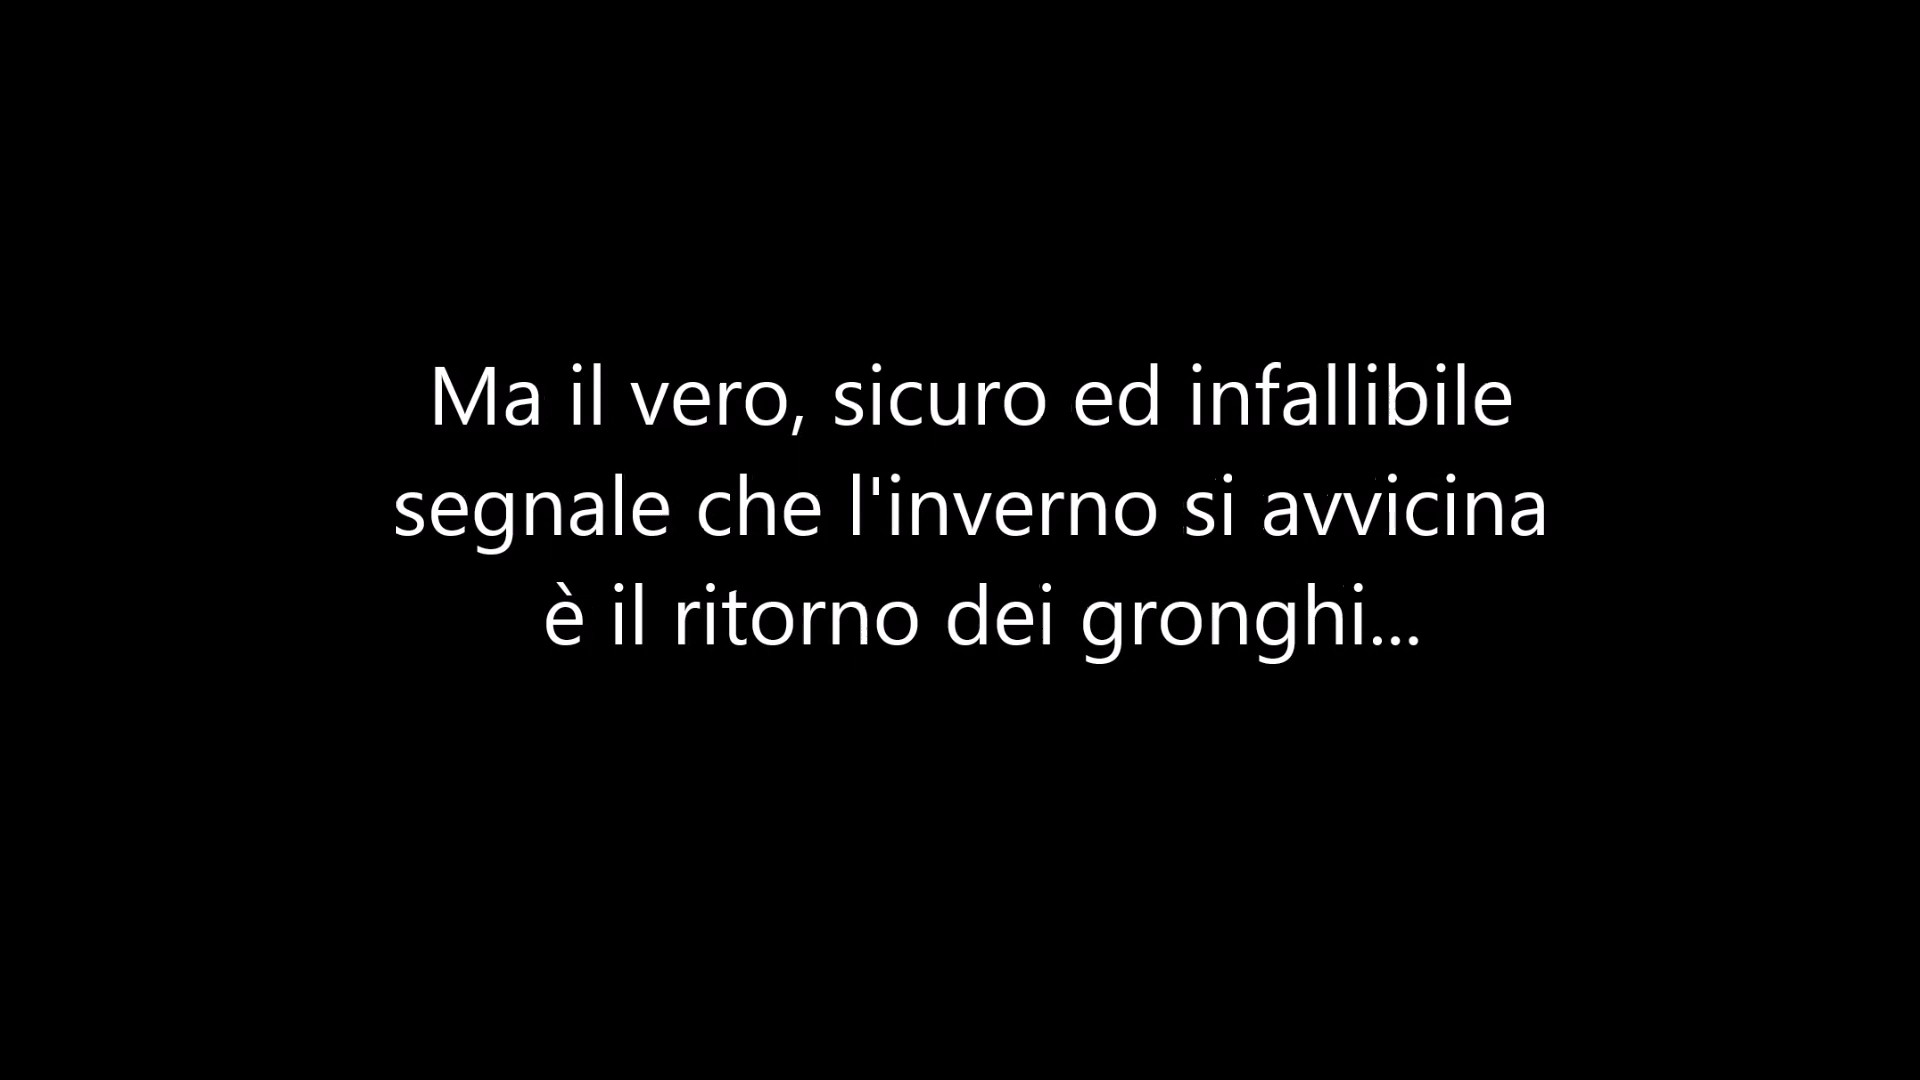 Ma il vero, sicuro ed infallibile
segnale che l'inverno si avvicina
è il ritorno dei gronghi...